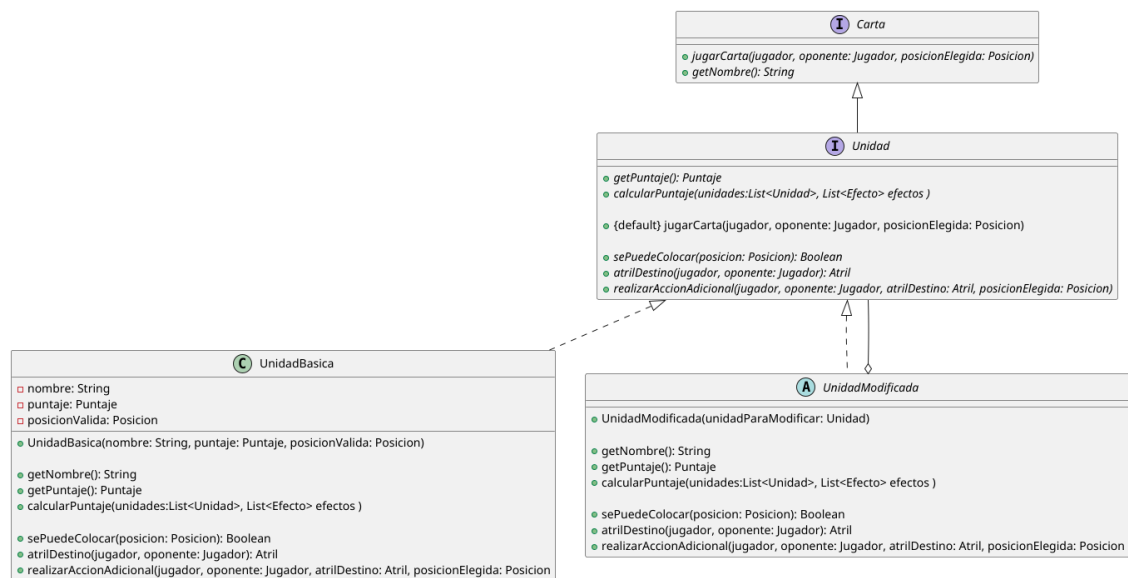 I Carta
jugarCarta(jugador, oponente: Jugador, posicionElegida: Posicion)
getNombre(): String
I Unidad
getPuntaje(): Puntaje
calcularPuntaje(unidades:List<Unidad>, List<Efecto> efectos )
{default} jugarCarta(jugador, oponente: Jugador, posicionElegida: Posicion)
sePuedeColocar(posicion: Posicion): Boolean
atrilDestino(jugador, oponente: Jugador): Atril
realizarAccionAdicional(jugador, oponente: Jugador, atrilDestino: Atril, posicionElegida: Posicion)
C UnidadBasica
nombre: String
puntaje: Puntaje
posicionValida: Posicion
UnidadBasica(nombre: String, puntaje: Puntaje, posicionValida: Posicion)
getNombre(): String
getPuntaje(): Puntaje
calcularPuntaje(unidades:List<Unidad>, List<Efecto> efectos )
sePuedeColocar(posicion: Posicion): Boolean
atrilDestino(jugador, oponente: Jugador): Atril
realizarAccionAdicional(jugador, oponente: Jugador, atrilDestino: Atril, posicionElegida: Posicion
A UnidadModificada
UnidadModificada(unidadParaModificar: Unidad)
getNombre(): String
getPuntaje(): Puntaje
calcularPuntaje(unidades:List<Unidad>, List<Efecto> efectos )
sePuedeColocar(posicion: Posicion): Boolean
atrilDestino(jugador, oponente: Jugador): Atril
realizarAccionAdicional(jugador, oponente: Jugador, atrilDestino: Atril, posicionElegida: Posicion